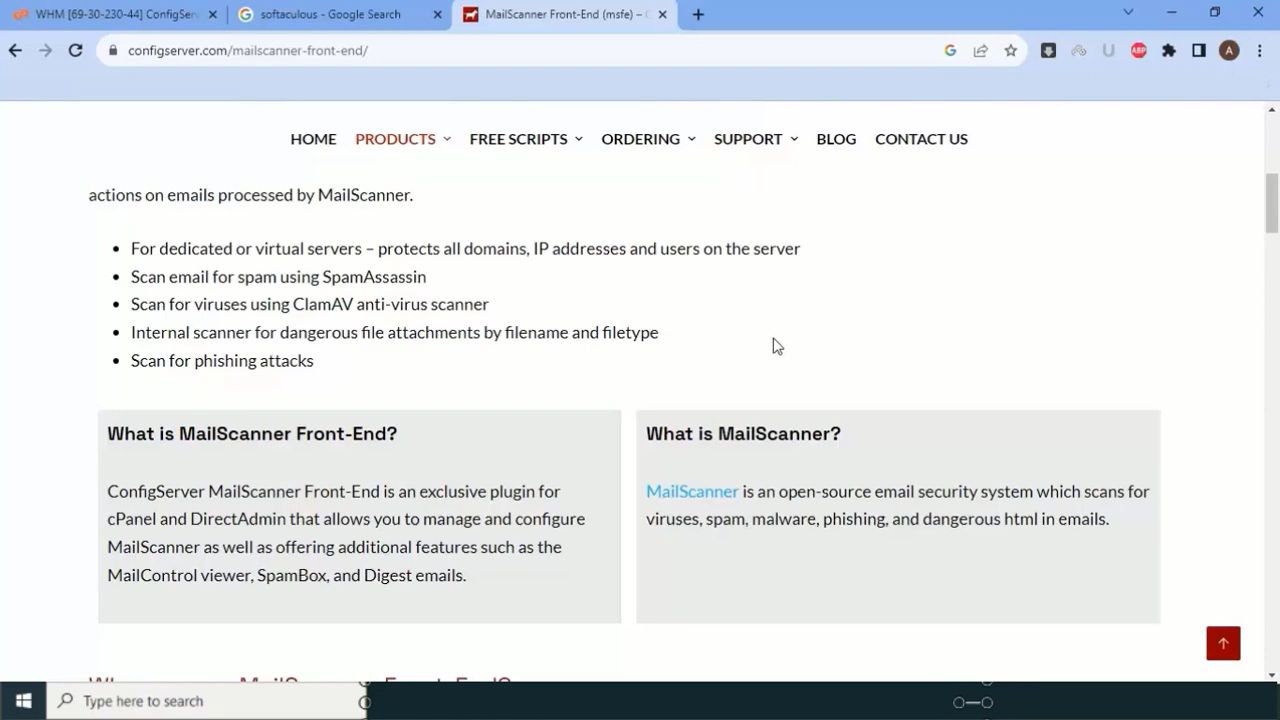 WHM [69-30-230-44] ConfigServ
softaculous - Google Search
MailScanner Front-End (msfe) –
configserver.com/mailscanner-front-end/
ABP
A
HOME PRODUCTS FREE SCRIPTS ORDERING SUPPORT BLOG CONTACT US
actions on emails processed by MailScanner.
• For dedicated or virtual servers – protects all domains, IP addresses and users on the server
• Scan email for spam using SpamAssassin
• Scan for viruses using ClamAV anti-virus scanner
• Internal scanner for dangerous file attachments by filename and filetype
• Scan for phishing attacks
What is MailScanner Front-End?
ConfigServer MailScanner Front-End is an exclusive plugin for
cPanel and DirectAdmin that allows you to manage and configure
MailScanner as well as offering additional features such as the
MailControl viewer, SpamBox, and Digest emails.
What is MailScanner?
MailScanner is an open-source email security system which scans for
viruses, spam, malware, phishing, and dangerous html in emails.
Type here to search